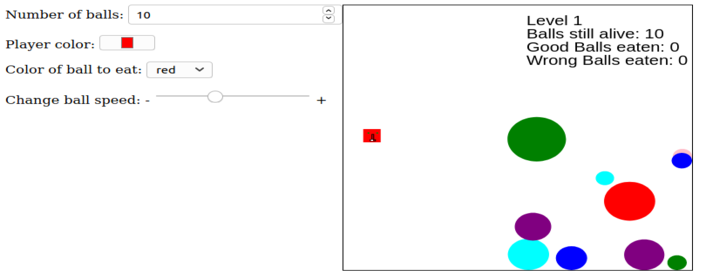 Number of balls: 10
Player color:
Color of ball to eat: red
Change ball speed: - +
Level 1
Balls still alive: 10
Good Balls eaten: 0
Wrong Balls eaten: 0